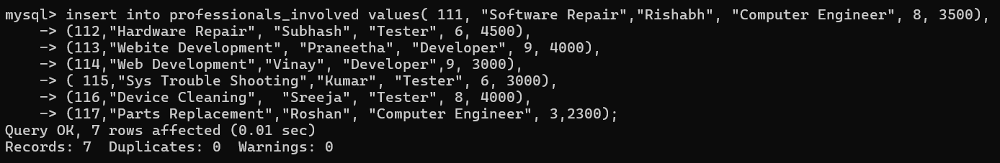 mysql> insert into professionals_involved values( 111, "Software Repair","Rishabh", "Computer Engineer", 8, 3500),
    -> (112,"Hardware Repair", "Subhash", "Tester", 6, 4500),
    -> (113,"Webite Development", "Praneetha", "Developer", 9, 4000),
    -> (114,"Web Development","Vinay", "Developer",9, 3000),
    -> ( 115,"Sys Trouble Shooting","Kumar", "Tester", 6, 3000),
    -> (116,"Device Cleaning",  "Sreeja", "Tester", 8, 4000),
    -> (117,"Parts Replacement","Roshan", "Computer Engineer", 3,2300);
Query OK, 7 rows affected (0.01 sec)
Records: 7  Duplicates: 0  Warnings: 0